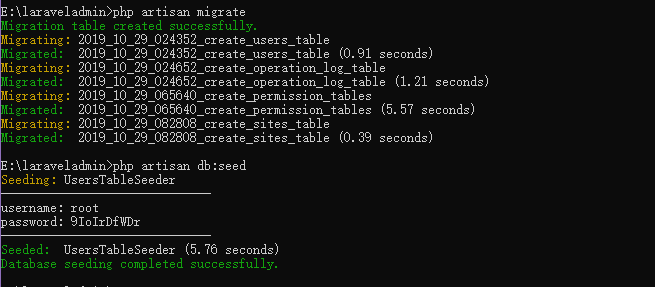 E:\laraveladmin>php artisan migrate
Migration table created successfully.
Migrating: 2019_10_29_024352_create_users_table
Migrated:  2019_10_29_024352_create_users_table (0.91 seconds)
Migrating: 2019_10_29_024652_create_operation_log_table
Migrated:  2019_10_29_024652_create_operation_log_table (1.21 seconds)
Migrating: 2019_10_29_065640_create_permission_tables
Migrated:  2019_10_29_065640_create_permission_tables (5.57 seconds)
Migrating: 2019_10_29_082808_create_sites_table
Migrated:  2019_10_29_082808_create_sites_table (0.39 seconds)
E:\laraveladmin>php artisan db:seed
Seeding: UsersTableSeeder
username: root
password: 9IoIrDfWDr
Seeded:  UsersTableSeeder (5.76 seconds)
Database seeding completed successfully.